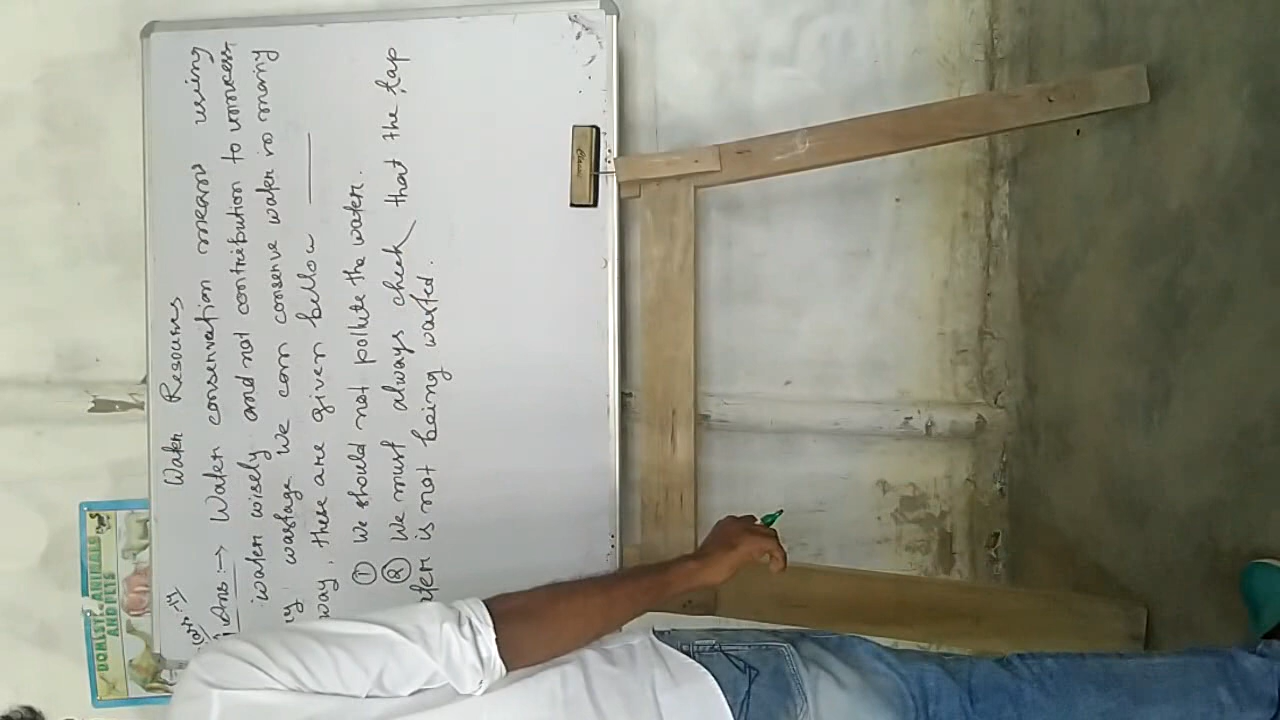 Water Resources
Ans :→ Water conservation means using
water wisely and not contribution to
wastage We can conserve water in many
way, these are given bellow ——
① We should not pollute the water.
② We must always check that the tap
is not being wasted.
DOMESTIC ANIMALS
AND PETS